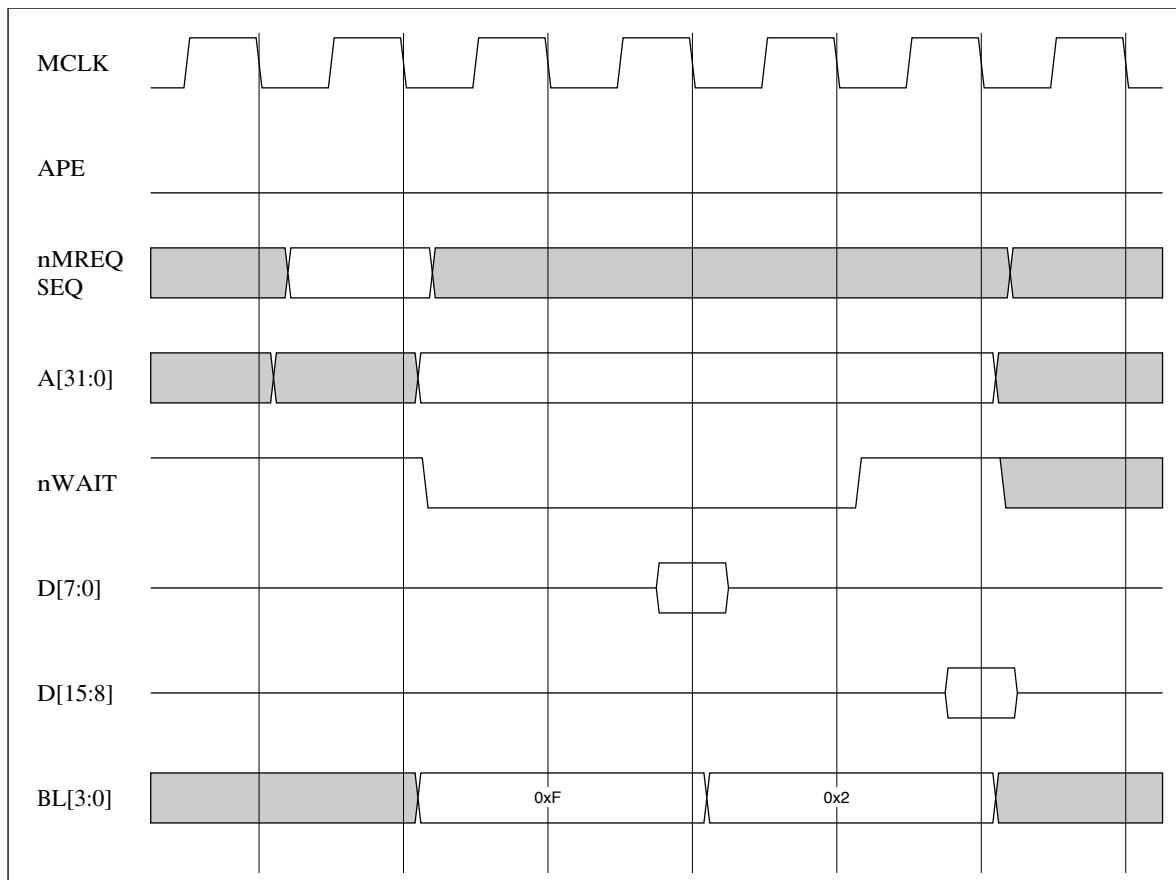 MCLK
APE
nMREQ
SEQ
A[31:0]
nWAIT
D[7:0]
D[15:8]
BL[3:0]
0xF
0x2